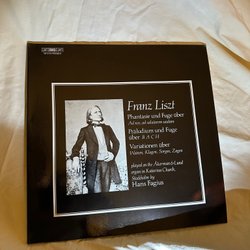 Franz Liszt
Phantasie und Fuge über
Ad nos, ad salutarem undam
Präludium und Fuge
über B A C H
Variationen über
Weinen, Klagen, Sorgen, Zagen
played on the Åkerman & Lund
organ in Katarina Church,
Stockholm by
Hans Fagius